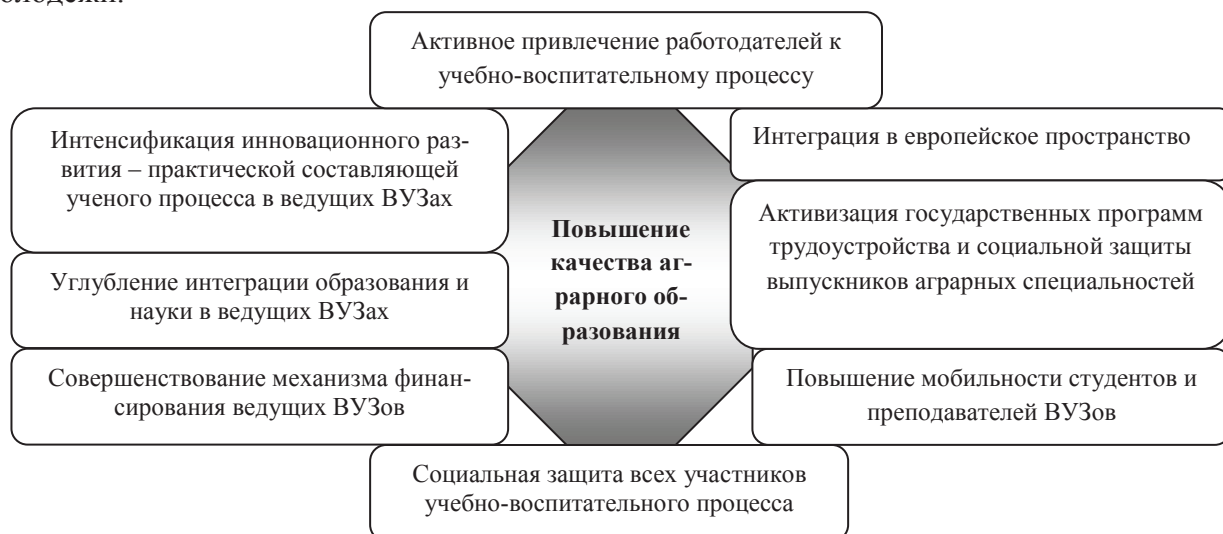 Активное привлечение работодателей к
учебно-воспитательному процессу
Интенсификация инновационного раз-
вития – практической составляющей
ученого процесса в ведущих ВУЗах
Углубление интеграции образования и
науки в ведущих ВУЗах
Совершенствование механизма финан-
сирования ведущих ВУЗов
Повышение
качества аг-
рарного об-
разования
Интеграция в европейское пространство
Активизация государственных программ
трудоустройства и социальной защиты
выпускников аграрных специальностей
Повышение мобильности студентов и
преподавателей ВУЗов
Социальная защита всех участников
учебно-воспитательного процесса